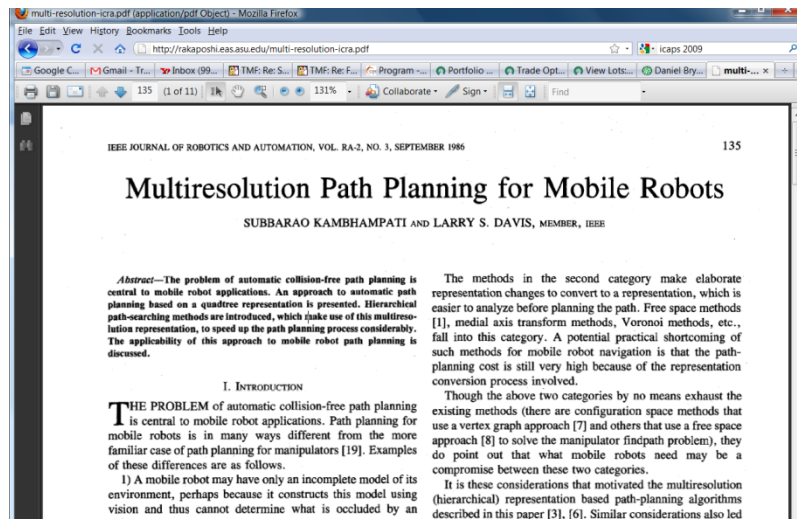 multi-resolution-icra.pdf (application/pdf Object) - Mozilla Firefox
File Edit View History Bookmarks Tools Help
http://rakaposhi.eas.asu.edu/multi-resolution-icra.pdf
icaps 2009
Google C...
Gmail - Tr...
Inbox (99...
TMF: Re: S...
TMF: Re: F...
Program -...
Portfolio ...
Trade Opt...
View Lots:...
Daniel Bry...
multi-...
135 (1 of 11) 131% Collaborate Sign Find
IEEE JOURNAL OF ROBOTICS AND AUTOMATION, VOL. RA-2, NO. 3, SEPTEMBER 1986
135
Multiresolution Path Planning for Mobile Robots
SUBBARAO KAMBHAMPATI AND LARRY S. DAVIS, MEMBER, IEEE
Abstract—The problem of automatic collision-free path planning is
central to mobile robot applications. An approach to automatic path
planning based on a quadtree representation is presented. Hierarchical
path-searching methods are introduced, which make use of this multireso-
lution representation, to speed up the path planning process considerably.
The applicability of this approach to mobile robot path planning is
discussed.
I. INTRODUCTION
THE PROBLEM of automatic collision-free path planning
is central to mobile robot applications. Path planning for
mobile robots is in many ways different from the more
familiar case of path planning for manipulators [19]. Examples
of these differences are as follows.
1) A mobile robot may have only an incomplete model of its
environment, perhaps because it constructs this model using
vision and thus cannot determine what is occluded by an
The methods in the second category make elaborate
representation changes to convert to a representation, which is
easier to analyze before planning the path. Free space methods
[1], medial axis transform methods, Voronoi methods, etc.,
fall into this category. A potential practical shortcoming of
such methods for mobile robot navigation is that the path-
planning cost is still very high because of the representation
conversion process involved.
Though the above two categories by no means exhaust the
existing methods (there are configuration space methods that
use a vertex graph approach [7] and others that use a free space
approach [8] to solve the manipulator findpath problem), they
do point out that what mobile robots need may be a
compromise between these two categories.
It is these considerations that motivated the multiresolution
(hierarchical) representation based path-planning algorithms
described in this paper [3], [6]. Similar considerations also led